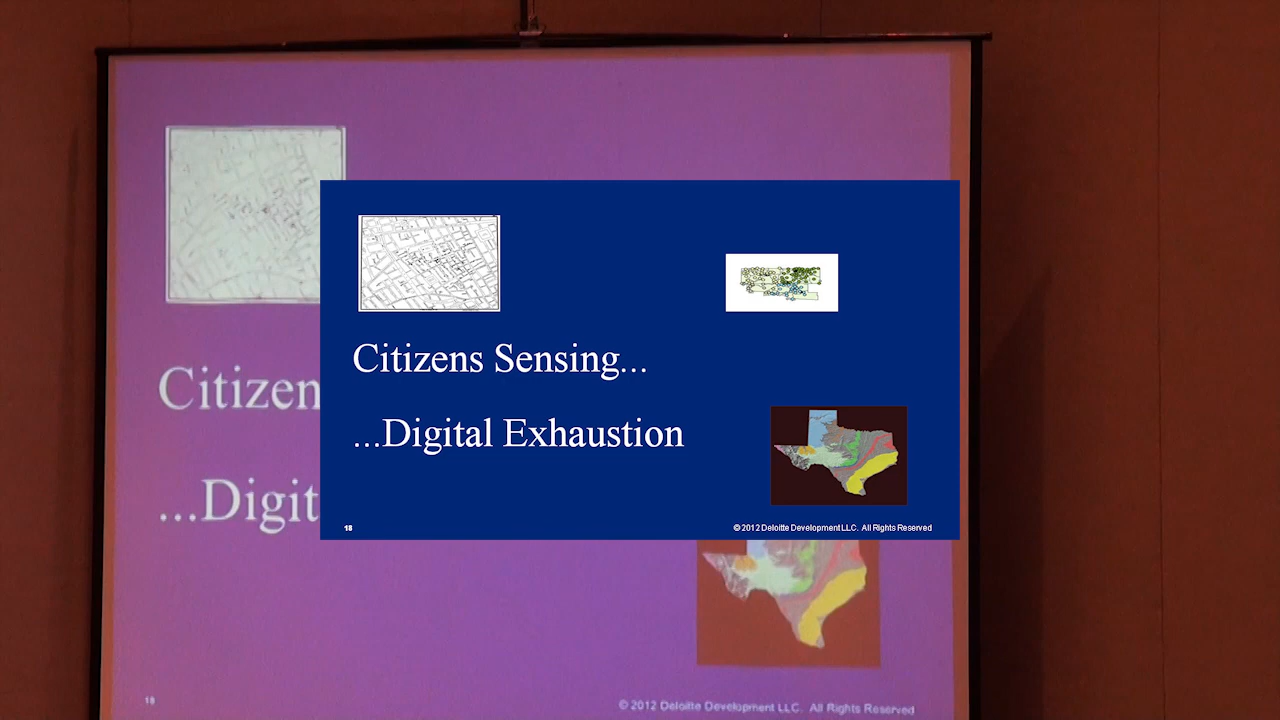 Citizens Sensing...
...Digital Exhaustion
18
© 2012 Deloitte Development LLC. All Rights Reserved
Citizen
...Digit
18
© 2012 Deloitte Development LLC. All Rights Reserved